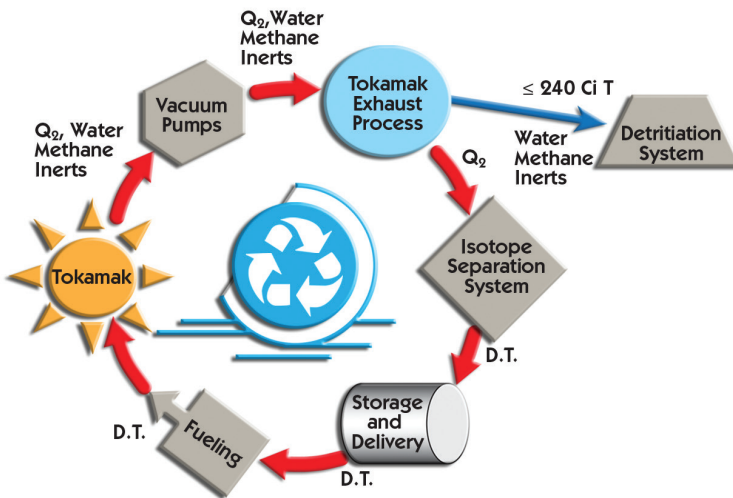 Q₂,Water
Methane
Inerts
Vacuum
Pumps
Tokamak
Exhaust
Process
≤ 240 Ci T
Detritiation
System
Water
Methane
Inerts
Q₂, Water
Methane
Inerts
Q₂
Tokamak
Isotope
Separation
System
D.T.
Storage
and
Delivery
D.T.
Fueling
D.T.